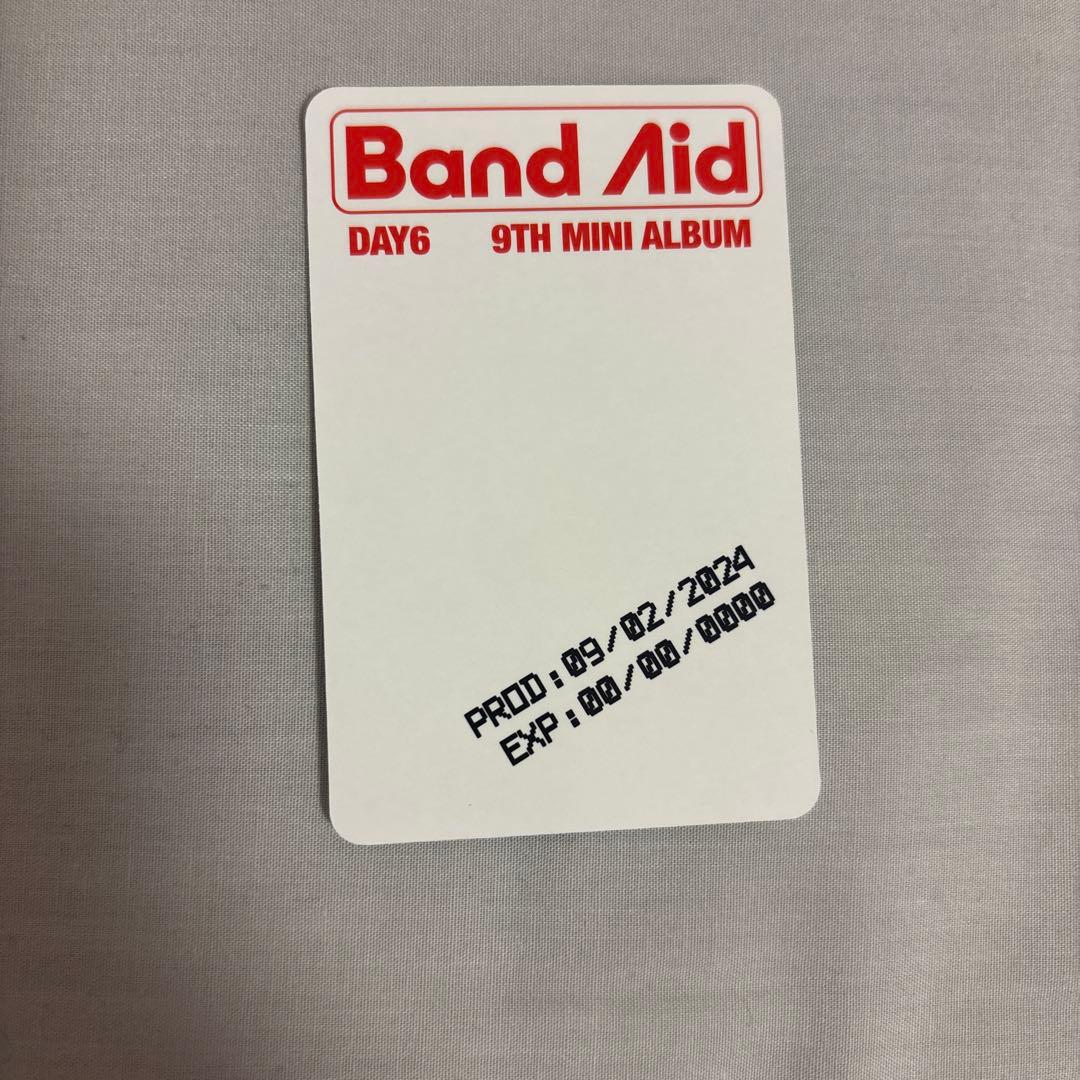 Band Aid
DAY6 9TH MINI ALBUM
PROD:09/02/2024
EXP:00/00/0000